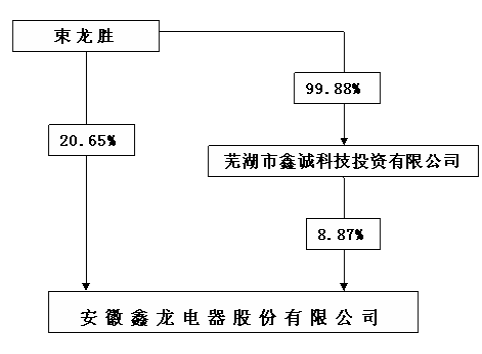 束龙胜
99.88%
20.65%
芜湖市鑫诚科技投资有限公司
8.87%
安徽鑫龙电器股份有限公司